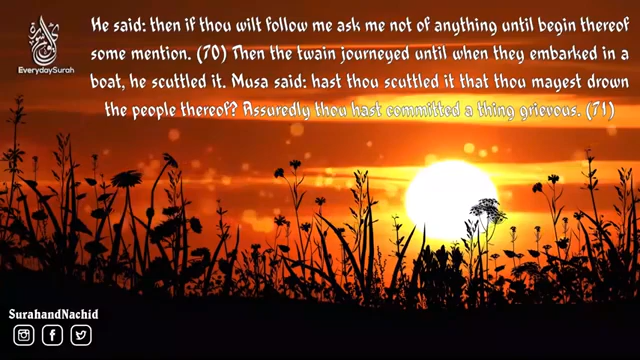 He said: then if thou wilt follow me ask me not of anything until begin thereof
some mention. (70) Then the twain journeyed until when they embarked in a
boat, he scuttled it. Musa said: hast thou scuttled it that thou mayest drown
the people thereof? Assuredly thou hast committed a thing grievous. (71)
EverydaySurah
SurahandNachid